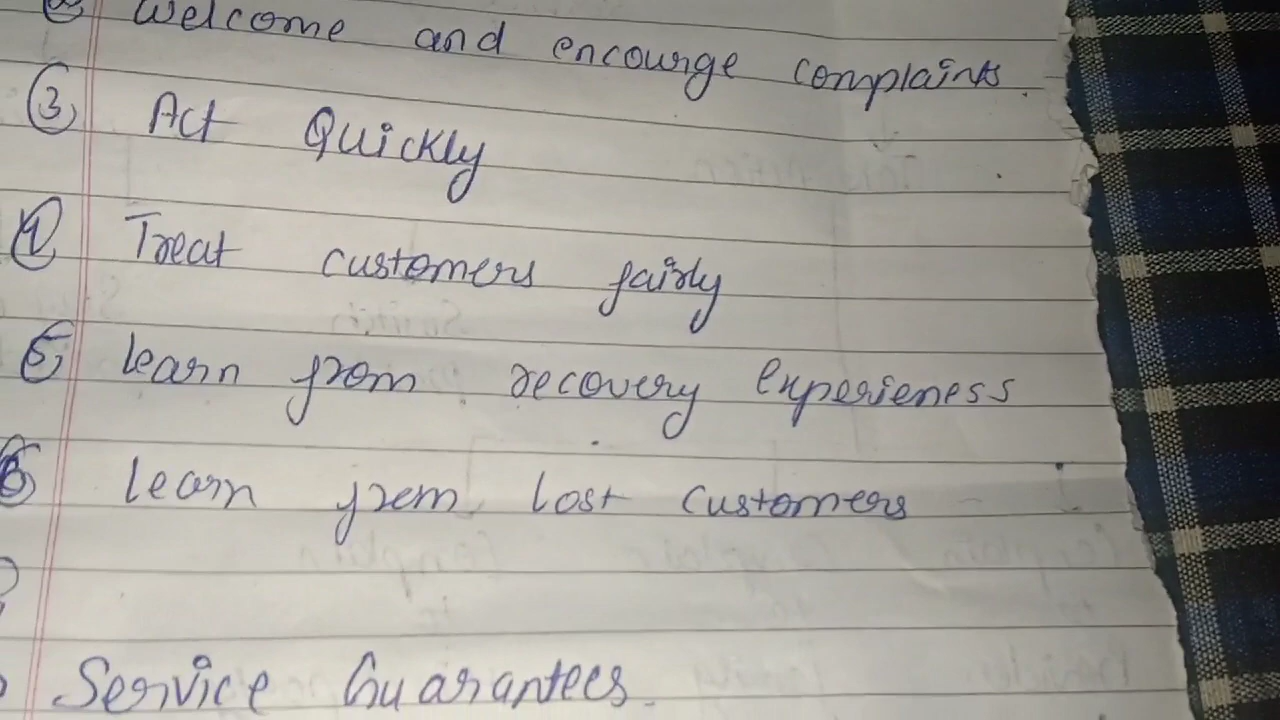 ② Welcome and encourge complaints.
③ Act Quickly
④ Treat customers fairly
⑤ learn from recovery experieness
⑥ learn from lost customers
Service Guarantees.